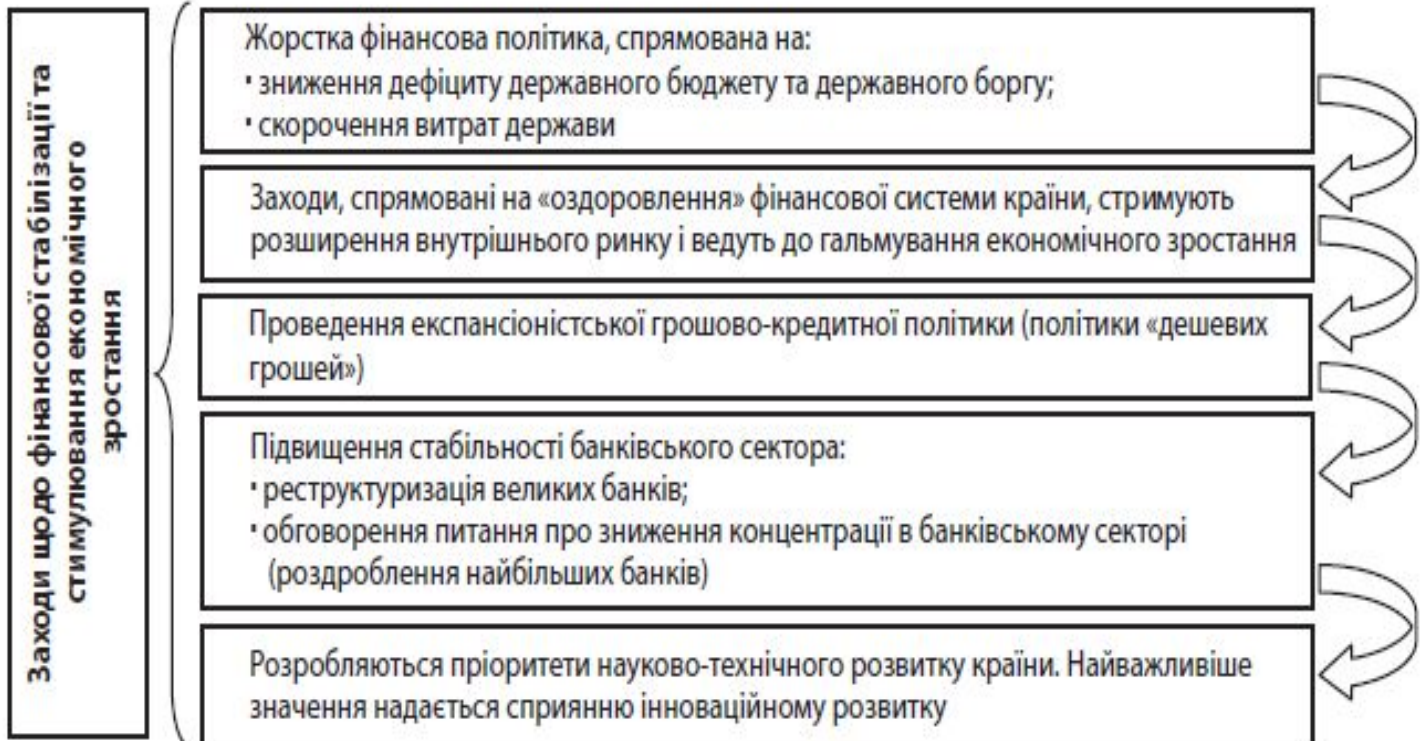 Заходи щодо фінансової стабілізації та
стимулювання економічного
зростання
Жорстка фінансова політика, спрямована на:
• зниження дефіциту державного бюджету та державного боргу;
• скорочення витрат держави
Заходи, спрямовані на «оздоровлення» фінансової системи країни, стримують
розширення внутрішнього ринку і ведуть до гальмування економічного зростання
Проведення експансіоністської грошово-кредитної політики (політики «дешевих
грошей»)
Підвищення стабільності банківського сектора:
• реструктуризація великих банків;
• обговорення питання про зниження концентрації в банківському секторі
(роздроблення найбільших банків)
Розробляються пріоритети науково-технічного розвитку країни. Найважливіше
значення надається сприянню інноваційному розвитку